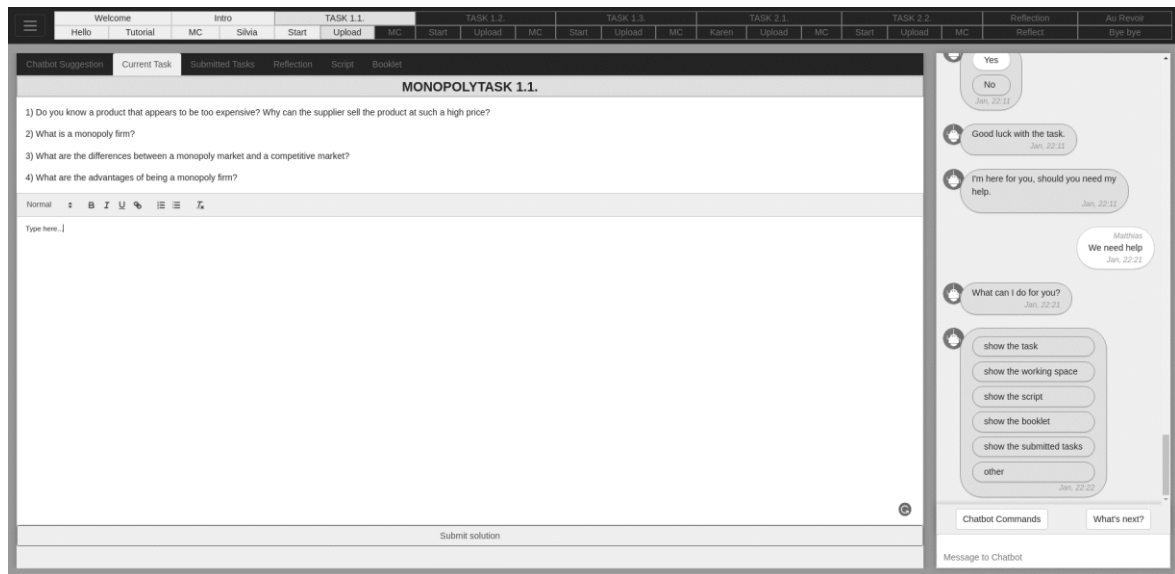 Welcome Intro TASK 1.1. TASK 1.2. TASK 1.3. TASK 2.1. TASK 2.2. Reflection Au Revoir
Hello Tutorial MC Silvia Start Upload MC Start Upload MC Start Upload MC Karen Upload MC Start Upload MC Reflect Bye bye
Chatbot Suggestion Current Task Submitted Tasks Reflection Script Booklet
MONOPOLYTASK 1.1.
1) Do you know a product that appears to be too expensive? Why can the supplier sell the product at such a high price?
2) What is a monopoly firm?
3) What are the differences between a monopoly market and a competitive market?
4) What are the advantages of being a monopoly firm?
Normal B I U
Type here...
Submit solution
Yes
No
Jan, 22:11
Good luck with the task.
Jan, 22:11
I'm here for you, should you need my
help.
Jan, 22:11
Matthias
We need help
Jan, 22:21
What can I do for you?
Jan, 22:21
show the task
show the working space
show the script
show the booklet
show the submitted tasks
other
Jan, 22:22
Chatbot Commands What's next?
Message to Chatbot